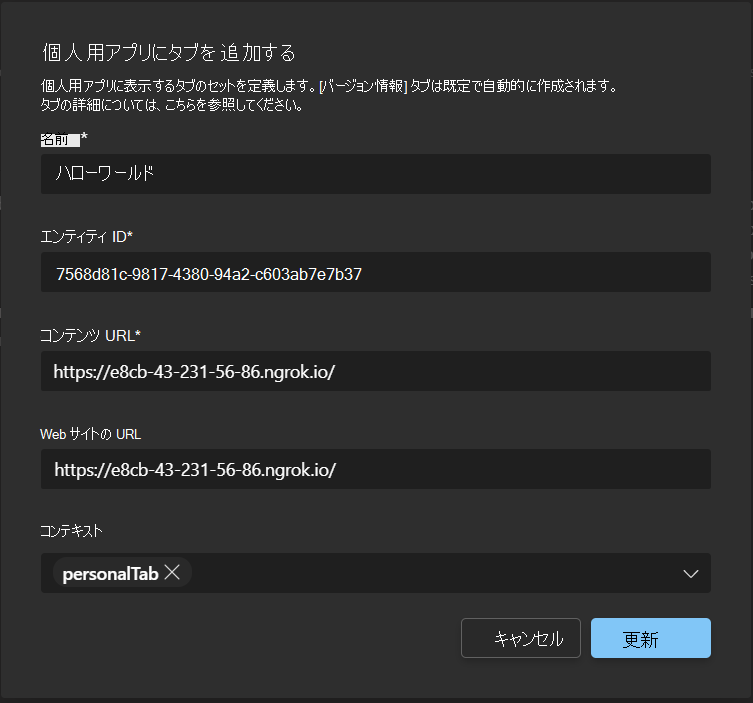 個人用アプリにタブを追加する
個人用アプリに表示するタブのセットを定義します。[バージョン情報] タブは既定で自動的に作成されます。
タブの詳細については、こちらを参照してください。
名前*
ハローワールド
エンティティ ID*
7568d81c-9817-4380-94a2-c603ab7e7b37
コンテンツ URL*
https://e8cb-43-231-56-86.ngrok.io/
Web サイトの URL
https://e8cb-43-231-56-86.ngrok.io/
コンテキスト
personalTab
キャンセル 更新